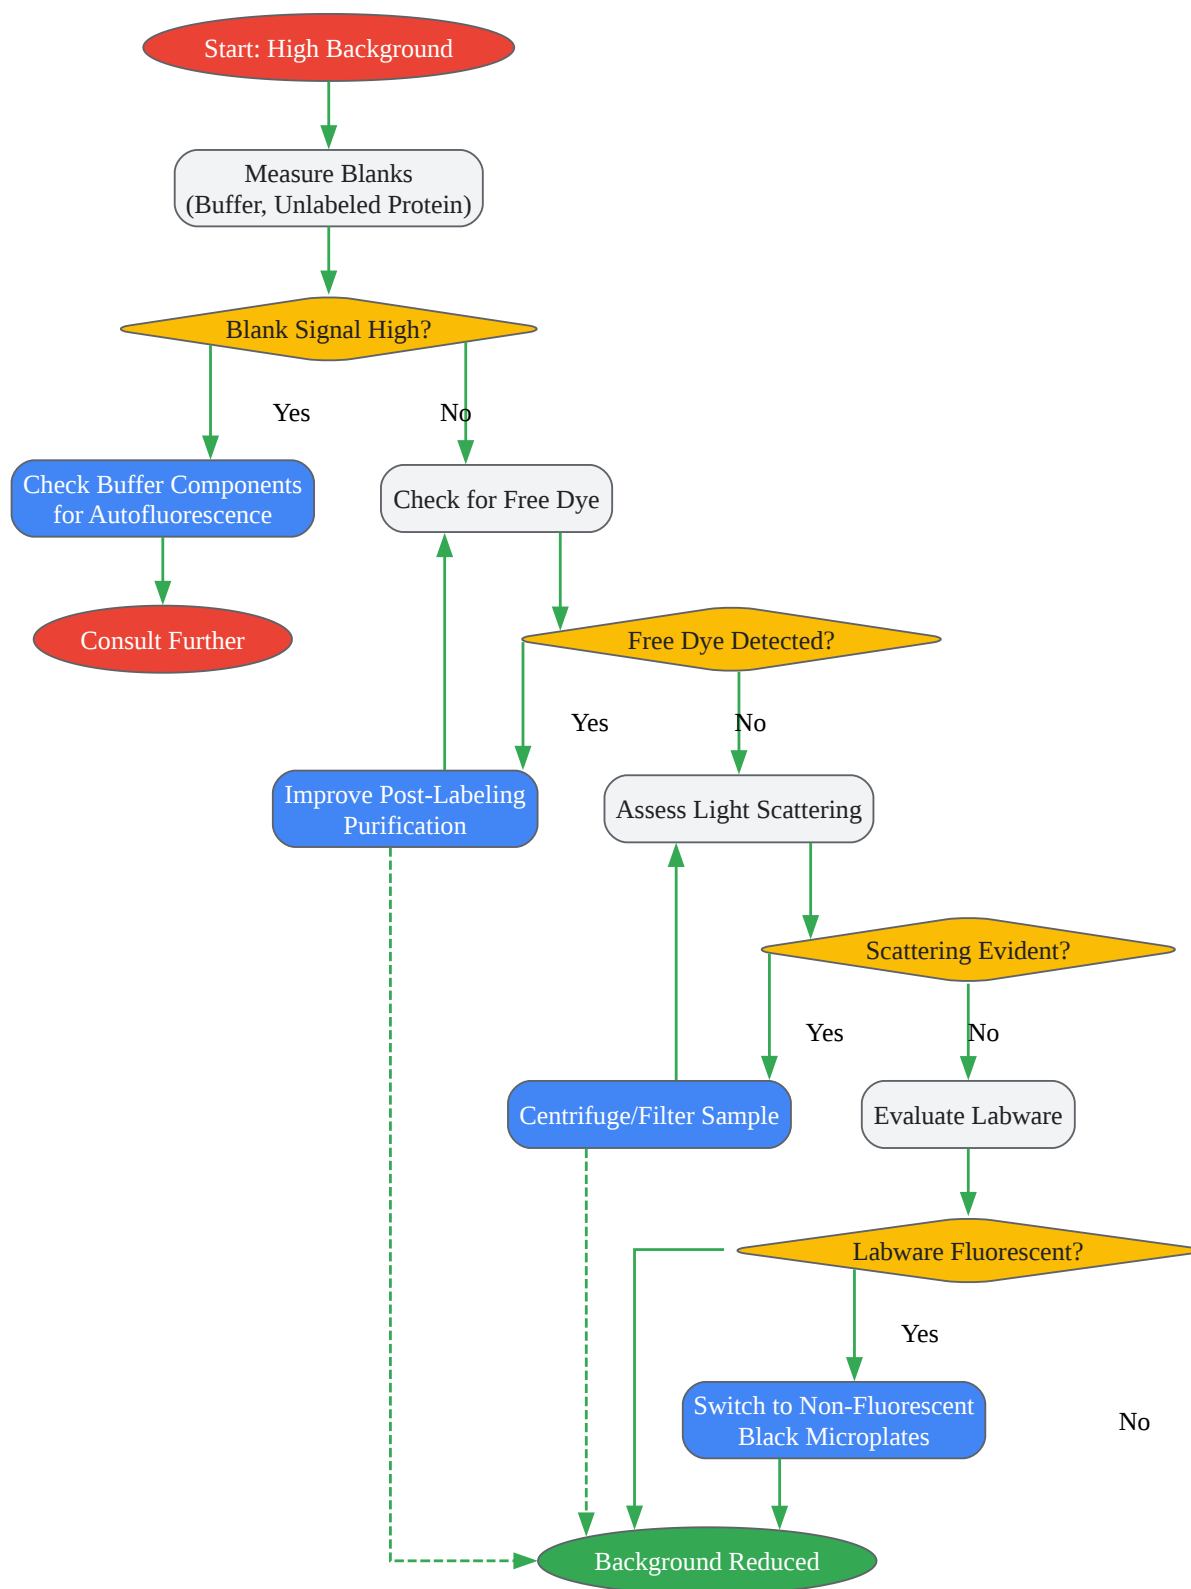 Start: High Background
Measure Blanks
(Buffer, Unlabeled Protein)
Blank Signal High?
Yes
No
Check Buffer Components
for Autofluorescence
Check for Free Dye
Consult Further
Free Dye Detected?
Yes
No
Improve Post-Labeling
Purification
Assess Light Scattering
Scattering Evident?
Yes
No
Centrifuge/Filter Sample
Evaluate Labware
Labware Fluorescent?
Yes
Switch to Non-Fluorescent
Black Microplates
No
Background Reduced